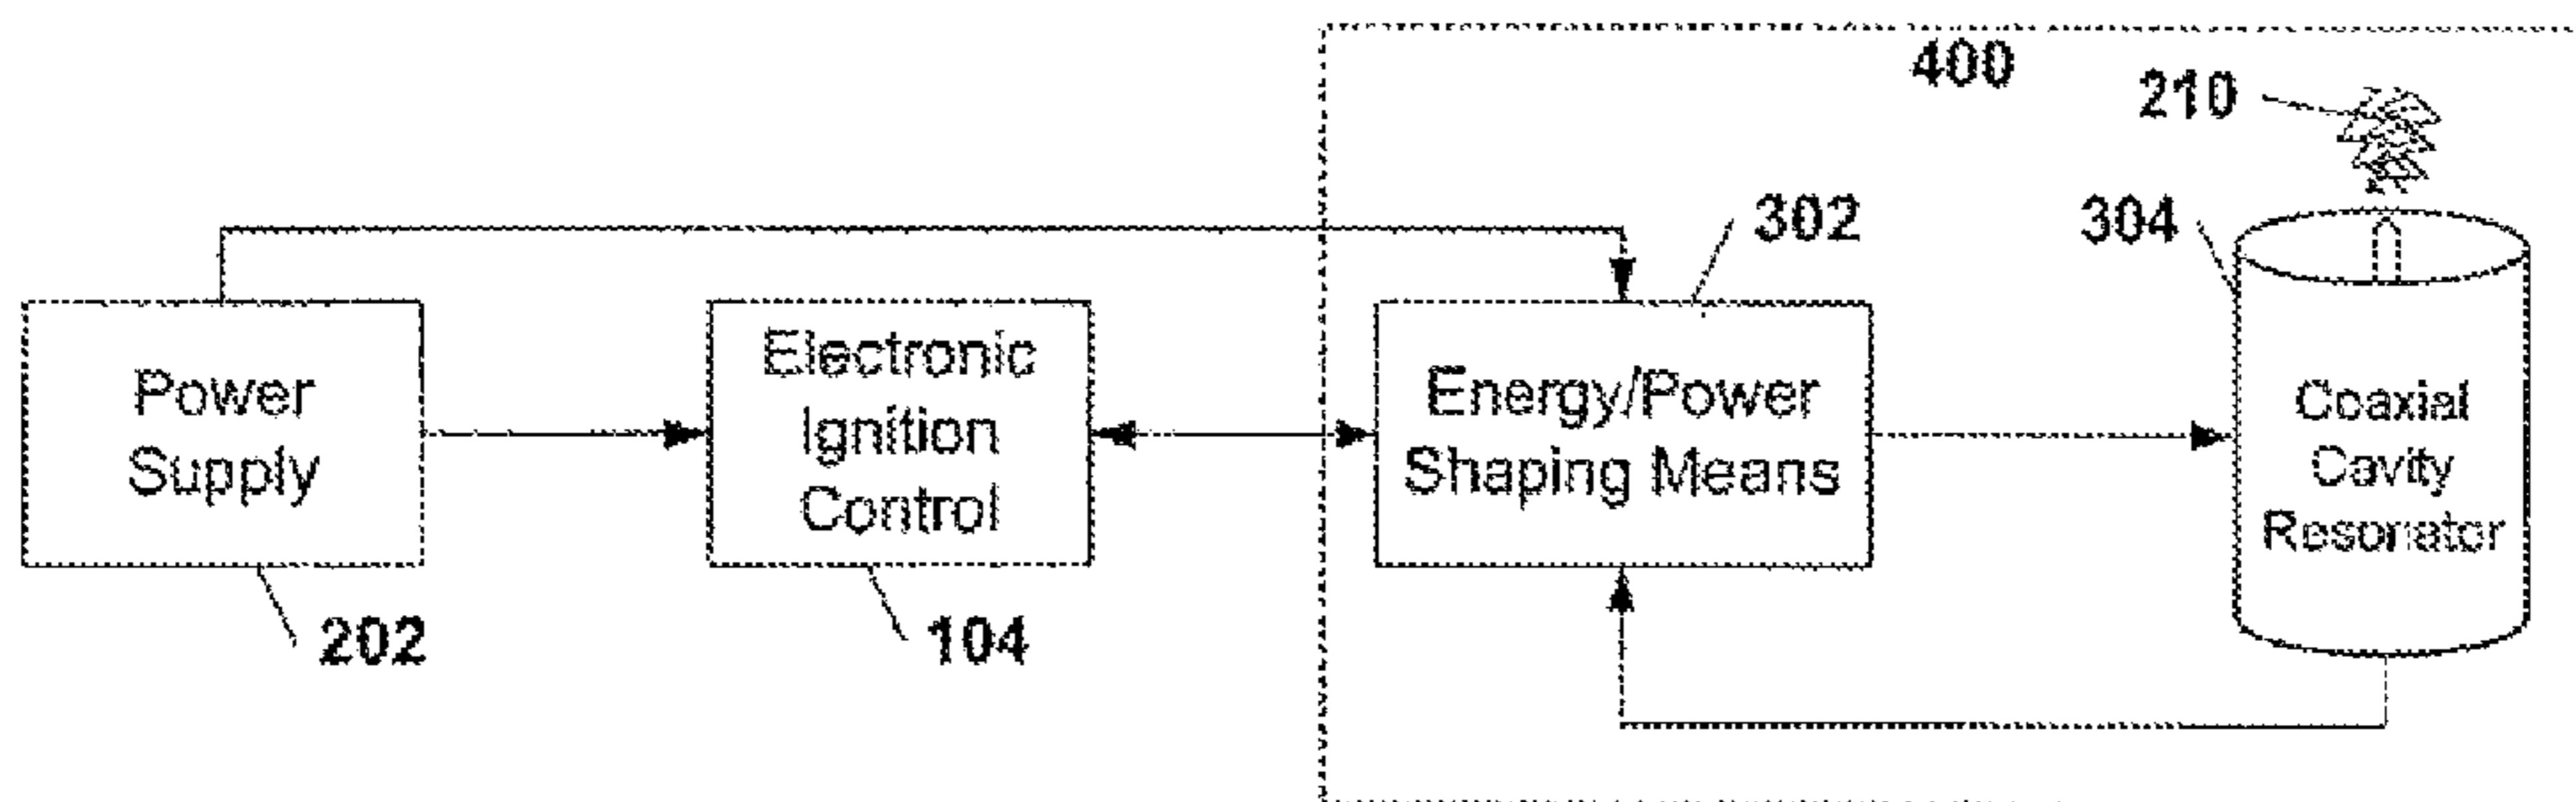 400
210
302
304
Power
Supply
Electronic
Ignition
Control
Energy/Power
Shaping Means
Coaxial
Cavity
Resonator
202
104